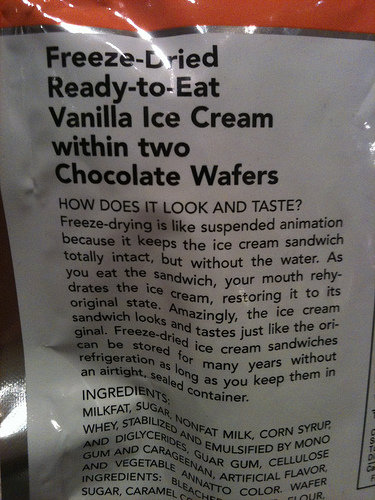 Freeze-Dried
Ready-to-Eat
Vanilla Ice Cream
within two
Chocolate Wafers
HOW DOES IT LOOK AND TASTE?
Freeze-drying is like suspended animation
because it keeps the ice cream sandwich
totally intact, but without the water. As
you eat the sandwich, your mouth rehy-
drates the ice cream, restoring it to its
original state. Amazingly, the ice cream
sandwich looks and tastes just like the ori-
ginal. Freeze-dried ice cream sandwiches
can be stored for many years without
refrigeration as long as you keep them in
an airtight, sealed container.
INGREDIENTS:
MILKFAT, SUGAR, NONFAT MILK, CORN SYRUP,
WHEY, STABILIZED AND EMULSIFIED BY MONO
AND DIGLYCERIDES, GUAR GUM, CELLULOSE
GUM AND CARAGEENAN, ARTIFICIAL FLAVOR,
AND VEGETABLE ANNATTO COLOR. WAFER
INGREDIENTS: FLOUR,
SUGAR, CARAMEL